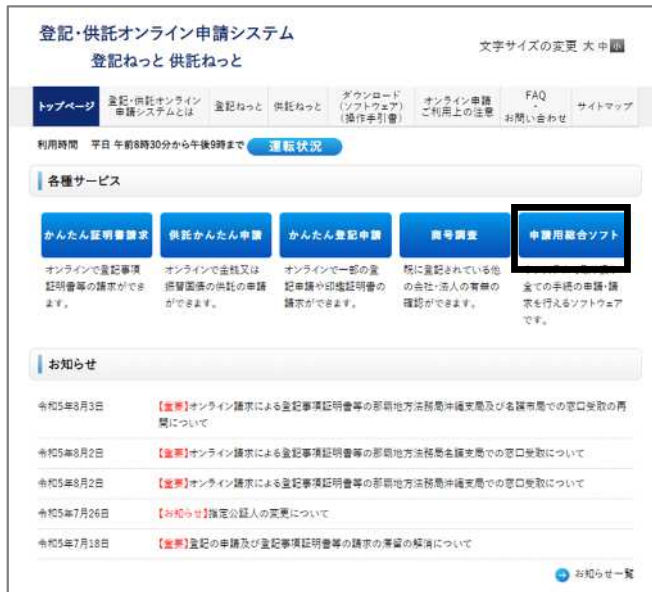 登記・供託オンライン申請システム
登記ねっと 供託ねっと
文字サイズの変更 大 中 小
トップページ
登記・供託オンライン
申請システムとは
登記ねっと
供託ねっと
ダウンロード
(ソフトウェア)
(操作手引書)
オンライン申請
ご利用上の注意
FAQ
・
お問い合わせ
サイトマップ
利用時間 平日 午前8時30分から午後9時まで
運転状況
各種サービス
かんたん証明書請求
供託かんたん申請
かんたん登記申請
商号調査
申請用総合ソフト
オンラインで登記事項
証明書等の請求ができ
ます。
オンラインで金銭又は
振替国債の供託の申請
ができます。
オンラインで一部の登
記申請や印鑑証明書の
請求ができます。
既に登記されている他
の会社・法人の有無の
確認ができます。
全ての手続の申請・請
求を行えるソフトウェア
です。
お知らせ
令和5年8月3日 【重要】オンライン請求による登記事項証明書等の那覇地方法務局沖縄支局及び名護支局での窓口受取の再
開について
令和5年8月2日 【重要】オンライン請求による登記事項証明書等の那覇地方法務局名護支局での窓口受取について
令和5年8月2日 【重要】オンライン請求による登記事項証明書等の那覇地方法務局沖縄支局での窓口受取について
令和5年7月26日 【お知らせ】指定公証人の変更について
令和5年7月18日 【重要】登記の申請及び登記事項証明書等の請求の滞留の解消について
お知らせ一覧